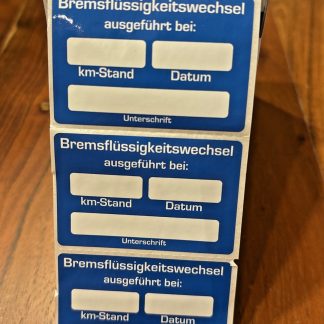 Bremsflüssigkeitswechsel
ausgeführt bei:
km-Stand Datum
Unterschrift
Bremsflüssigkeitswechsel
ausgeführt bei:
km-Stand Datum
Unterschrift
Bremsflüssigkeitswechsel
ausgeführt bei:
km-Stand Datum